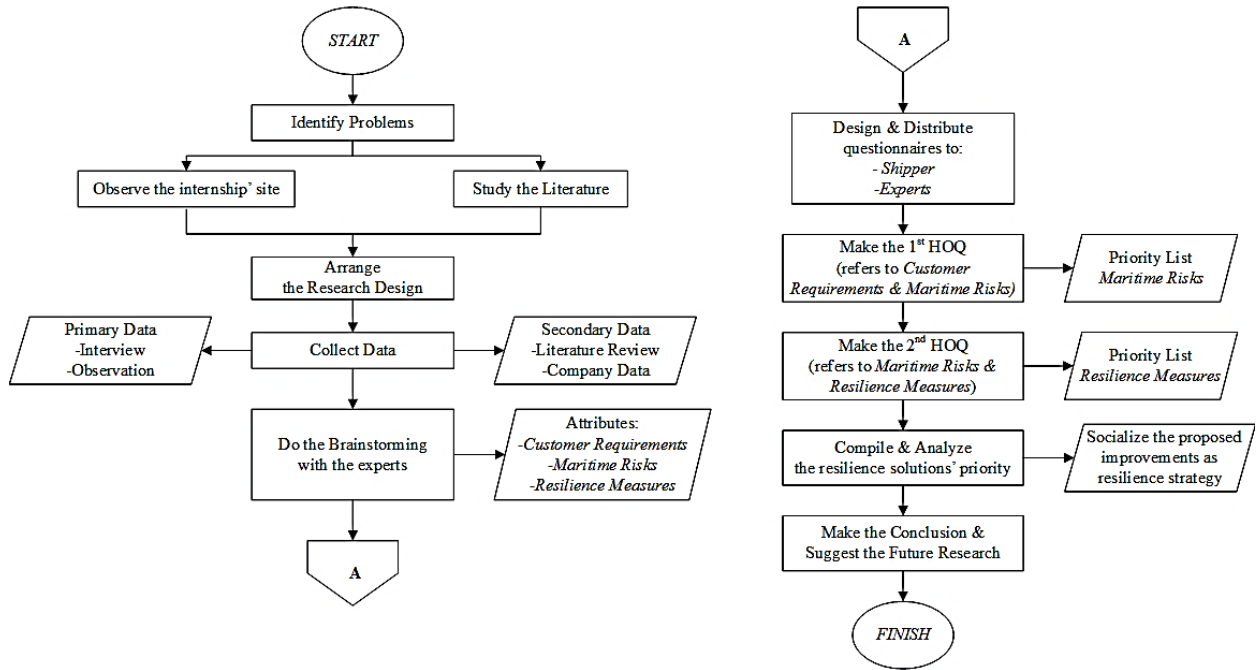 START
Identify Problems
Observe the internship' site
Study the Literature
Arrange
the Research Design
Primary Data
-Interview
-Observation
Collect Data
Secondary Data
-Literature Review
-Company Data
Do the Brainstorming
with the experts
Attributes:
-Customer Requirements
-Maritime Risks
-Resilience Measures
A
A
Design & Distribute
questionnaires to:
- Shipper
-Experts
Make the 1st HOQ
(refers to Customer
Requirements & Maritime Risks)
Priority List
Maritime Risks
Make the 2nd HOQ
(refers to Maritime Risks &
Resilience Measures)
Priority List
Resilience Measures
Compile & Analyze
the resilience solutions' priority
Socialize the proposed
improvements as
resilience strategy
Make the Conclusion &
Suggest the Future Research
FINISH